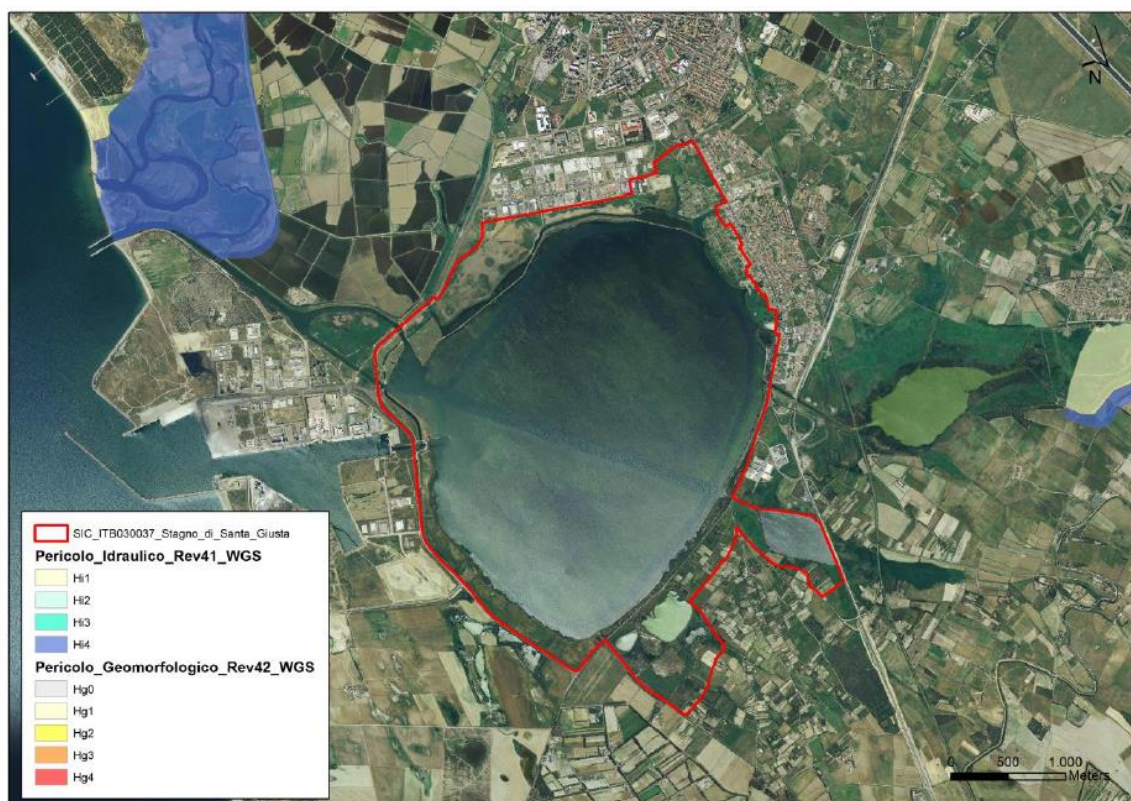 N
SIC_ITB030037_Stagno_di_Santa_Giusta
Pericolo_Idraulico_Rev41_WGS
Hi1
Hi2
Hi3
Hi4
Pericolo_Geomorfologico_Rev42_WGS
Hg0
Hg1
Hg2
Hg3
Hg4
0 500 1.000
Meters